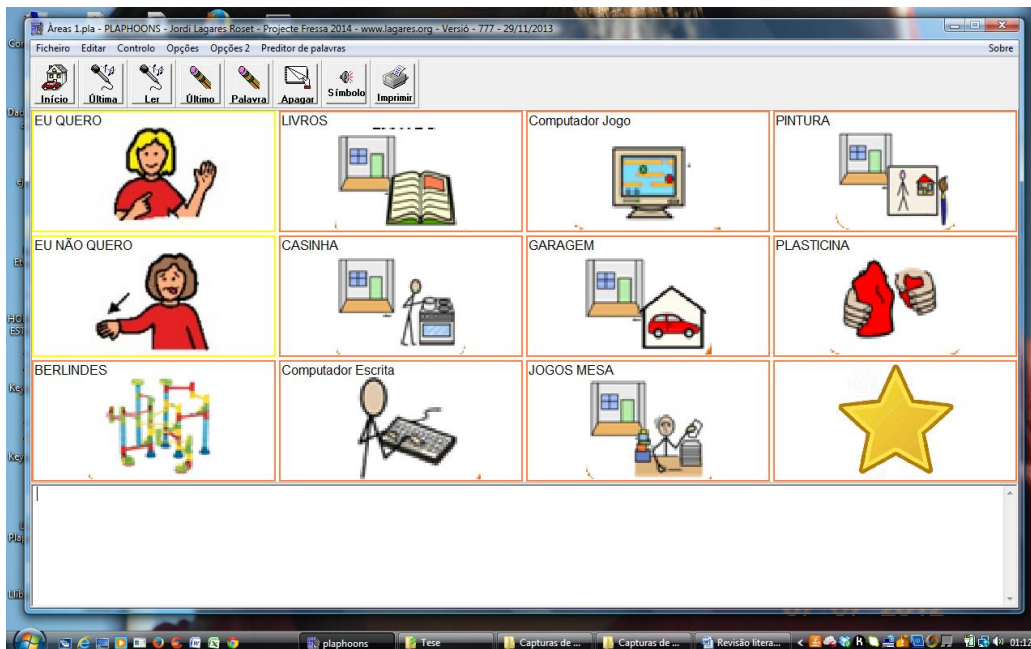 Àrees 1.pla - PLAPHOONS - Jordi Lagares Roset - Projecte Fressa 2014 - www.lagares.org - Versió - 777 - 29/11/2013
Ficheiro Editar Controlo Opções Opções 2 Preditor de palavras Sobre
Início Última Ler Último Palavra Apagar Símbolo Imprimir
EU QUERO LIVROS Computador Jogo PINTURA
EU NÃO QUERO CASINHA GARAGEM PLASTICINA
BERLINDES Computador Escrita JOGOS MESA
plaphoons Tese Capturas de ... Capturas de ... Revisão litera... 01:12